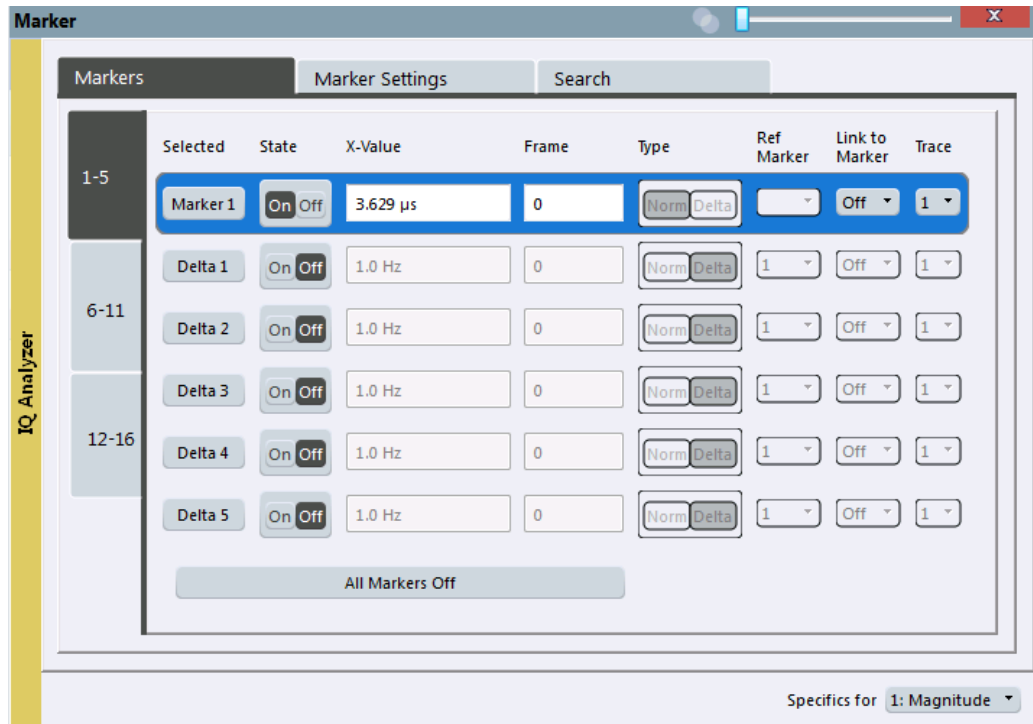 Marker
X
Markers Marker Settings Search
Selected State X-Value Frame Type Ref Marker Link to Marker Trace
1-5
Marker 1 On Off 3.629 µs 0 Norm Delta Off 1
Delta 1 On Off 1.0 Hz 0 Norm Delta 1 Off 1
6-11
Delta 2 On Off 1.0 Hz 0 Norm Delta 1 Off 1
Delta 3 On Off 1.0 Hz 0 Norm Delta 1 Off 1
12-16
Delta 4 On Off 1.0 Hz 0 Norm Delta 1 Off 1
Delta 5 On Off 1.0 Hz 0 Norm Delta 1 Off 1
All Markers Off
IQ Analyzer
Specifics for 1: Magnitude